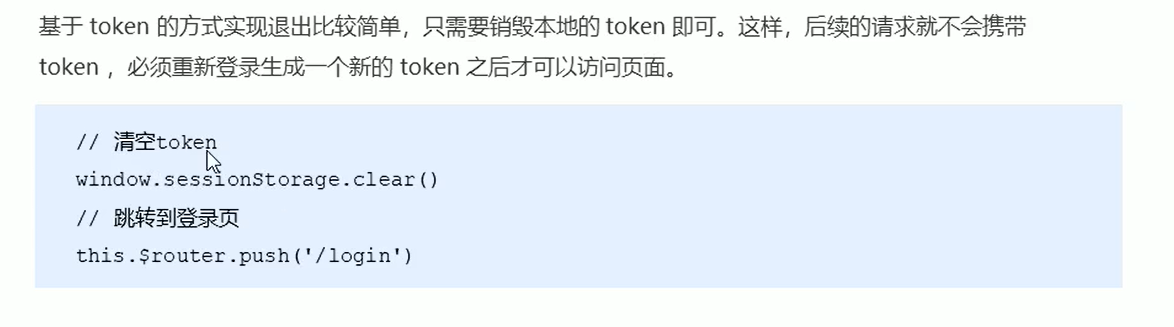 基于 token 的方式实现退出比较简单，只需要销毁本地的 token 即可。这样，后续的请求就不会携带
token ，必须重新登录生成一个新的 token 之后才可以访问页面。
// 清空token
window.sessionStorage.clear()
// 跳转到登录页
this.$router.push('/login')